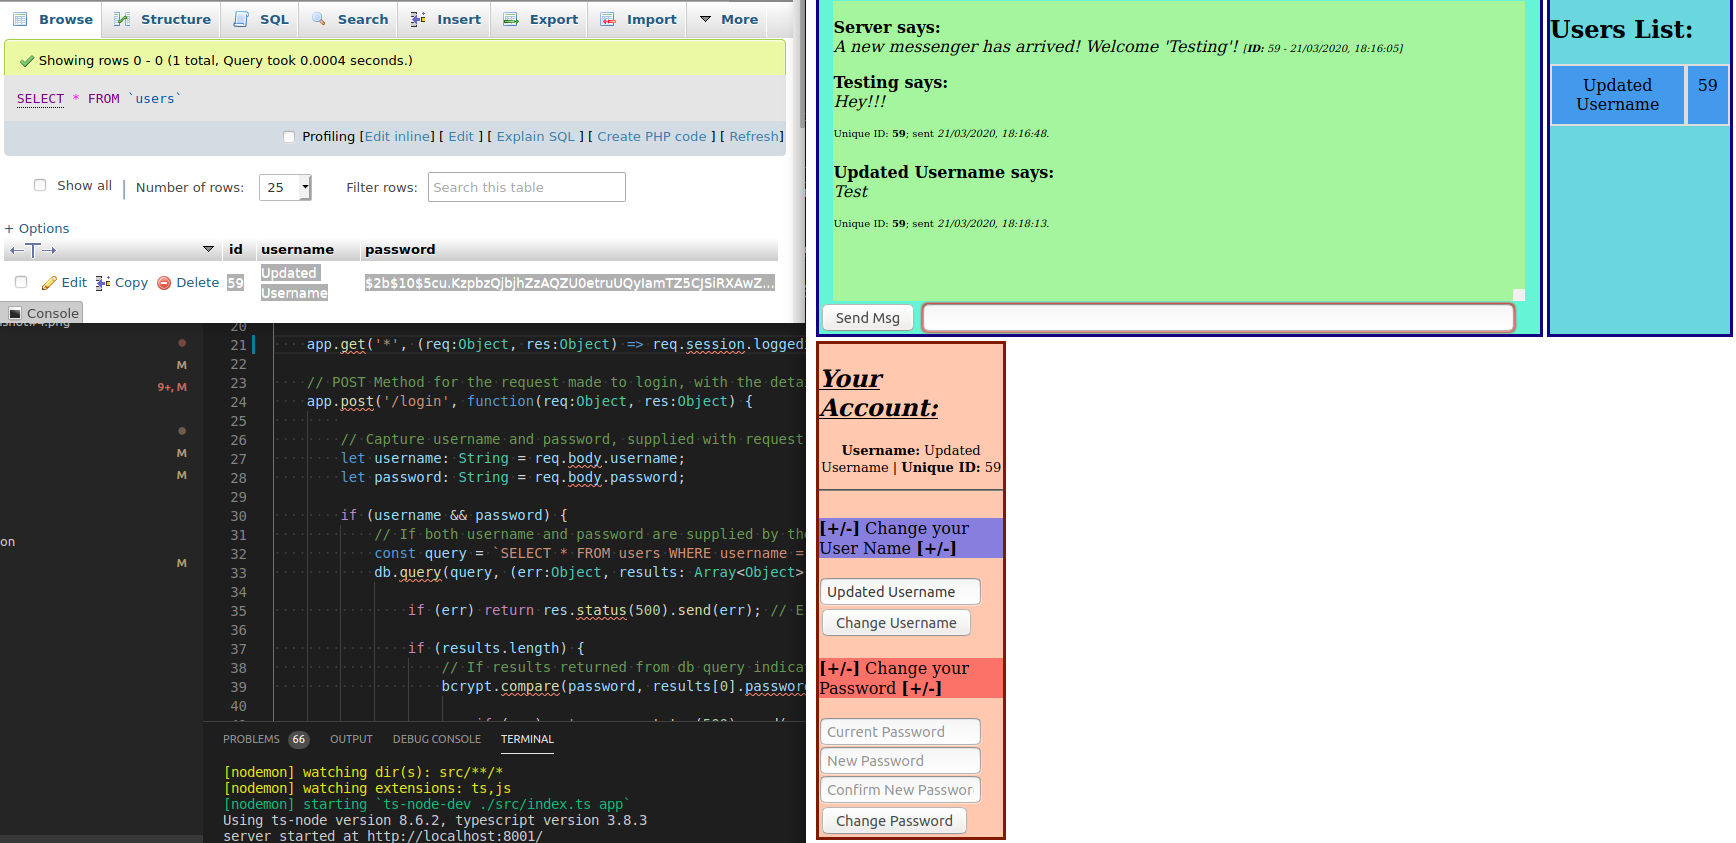 Browse Structure SQL Search Insert Export Import More
Showing rows 0 - 0 (1 total, Query took 0.0004 seconds.)
SELECT * FROM `users`
Profiling [Edit inline] [ Edit ] [ Explain SQL ] [ Create PHP code ] [ Refresh]
Show all | Number of rows: 25 Filter rows: Search this table
+ Options
←T→ id username password
Edit Copy Delete 59 Updated Username $2b$10$5cu.KzpbzQjbjhZzAQZU0etruUQyIamTZ5CJSiRXAwZ...
Console
M
9+, M
M
M
on
M
20
21 app.get('*', (req:Object, res:Object) => req.session.logged
22
23 // POST Method for the request made to login, with the deta
24 app.post('/login', function(req:Object, res:Object) {
25
26 // Capture username and password, supplied with request
27 let username: String = req.body.username;
28 let password: String = req.body.password;
29
30 if (username && password) {
31 // If both username and password are supplied by the
32 const query = `SELECT * FROM users WHERE username =
33 db.query(query, (err:Object, results: Array<Object>
34
35 if (err) return res.status(500).send(err); // E
36
37 if (results.length) {
38 // If results returned from db query indica
39 bcrypt.compare(password, results[0].passwor
40
PROBLEMS 66 OUTPUT DEBUG CONSOLE TERMINAL
[nodemon] watching dir(s): src/**/*
[nodemon] watching extensions: ts,js
[nodemon] starting `ts-node-dev ./src/index.ts app`
Using ts-node version 8.6.2, typescript version 3.8.3
server started at http://localhost:8001/
Server says:
A new messenger has arrived! Welcome 'Testing'! [ID: 59 - 21/03/2020, 18:16:05]
Testing says:
Hey!!!
Unique ID: 59; sent 21/03/2020, 18:16:48.
Updated Username says:
Test
Unique ID: 59; sent 21/03/2020, 18:18:13.
Send Msg
Users List:
Updated 59
Username
Your
Account:
Username: Updated
Username | Unique ID: 59
[+/-] Change your
User Name [+/-]
Updated Username
Change Username
[+/-] Change your
Password [+/-]
Current Password
New Password
Confirm New Passwor
Change Password